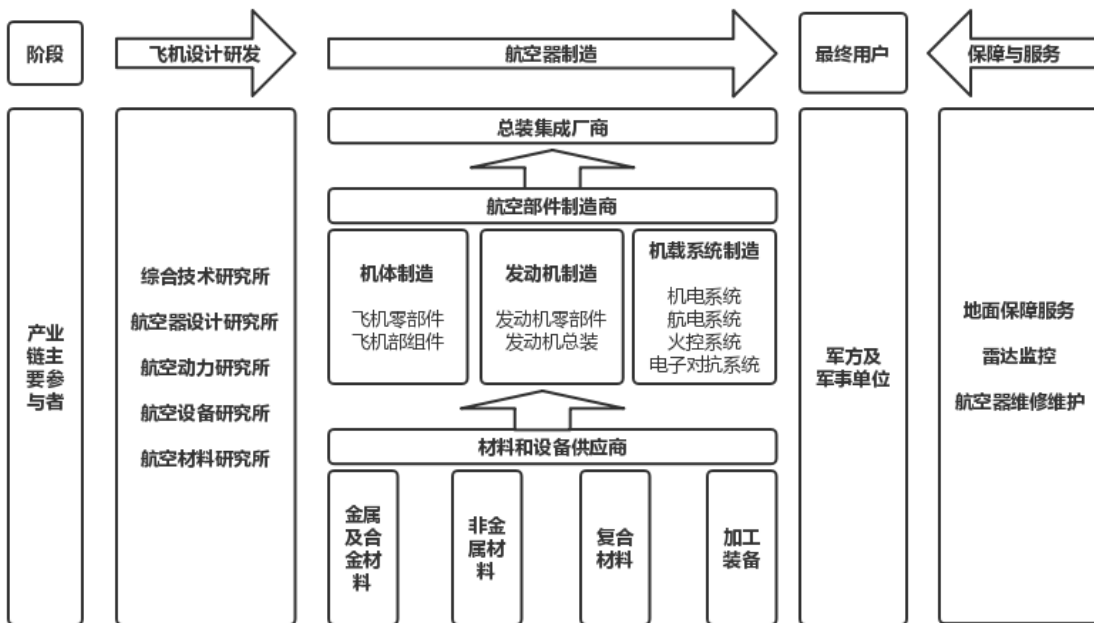 阶段
飞机设计研发
航空器制造
最终用户
保障与服务
产业
链主
要参
与者
综合技术研究所
航空器设计研究所
航空动力研究所
航空设备研究所
航空材料研究所
总装集成厂商
航空部件制造商
机体制造
飞机零部件
飞机部组件
发动机制造
发动机零部件
发动机总装
机载系统制造
机电系统
航电系统
火控系统
电子对抗系统
材料和设备供应商
金属
及合
金材
料
非金
属材
料
复合
材料
加工
装备
军方及
军事单位
地面保障服务
雷达监控
航空器维修维护